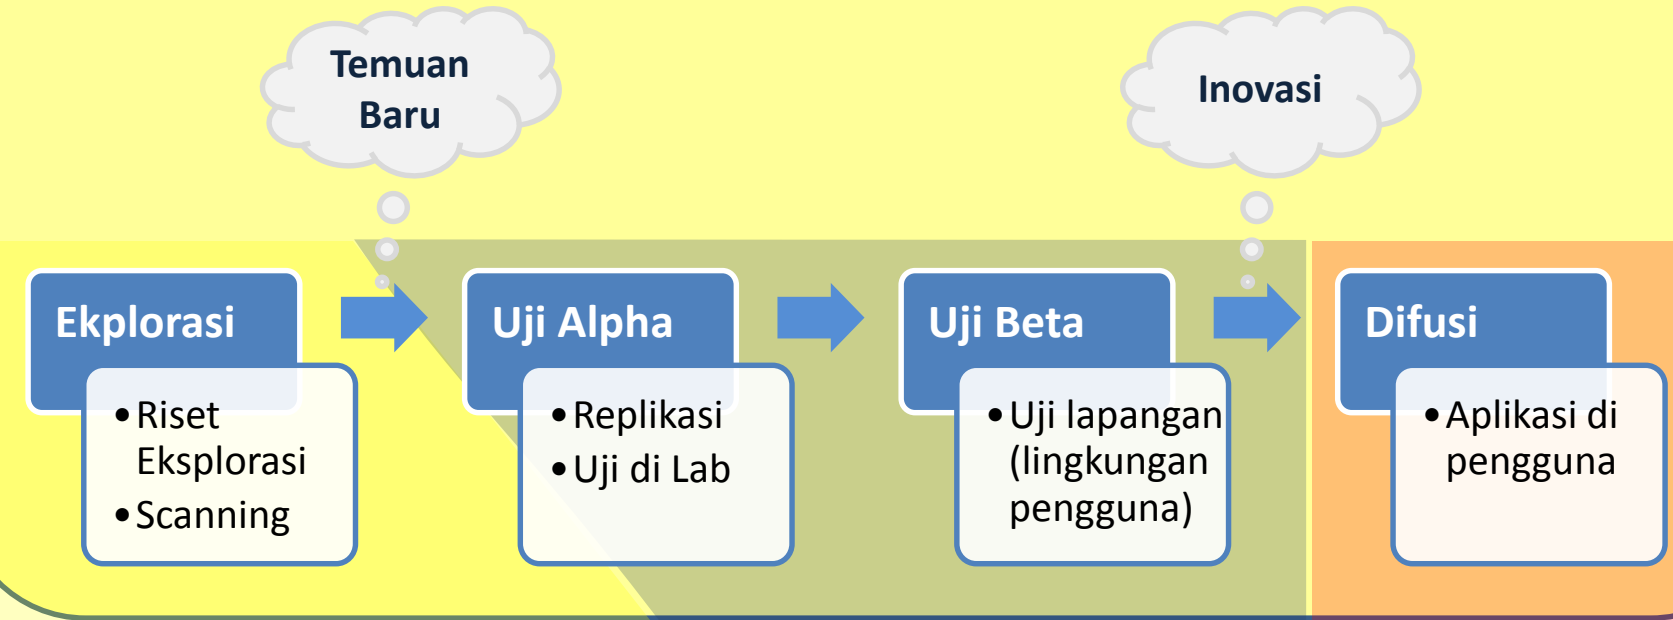 Temuan
Baru
Inovasi
Ekplorasi
• Riset
Eksplorasi
• Scanning
Uji Alpha
• Replikasi
• Uji di Lab
Uji Beta
• Uji lapangan
(lingkungan
pengguna)
Difusi
• Aplikasi di
pengguna